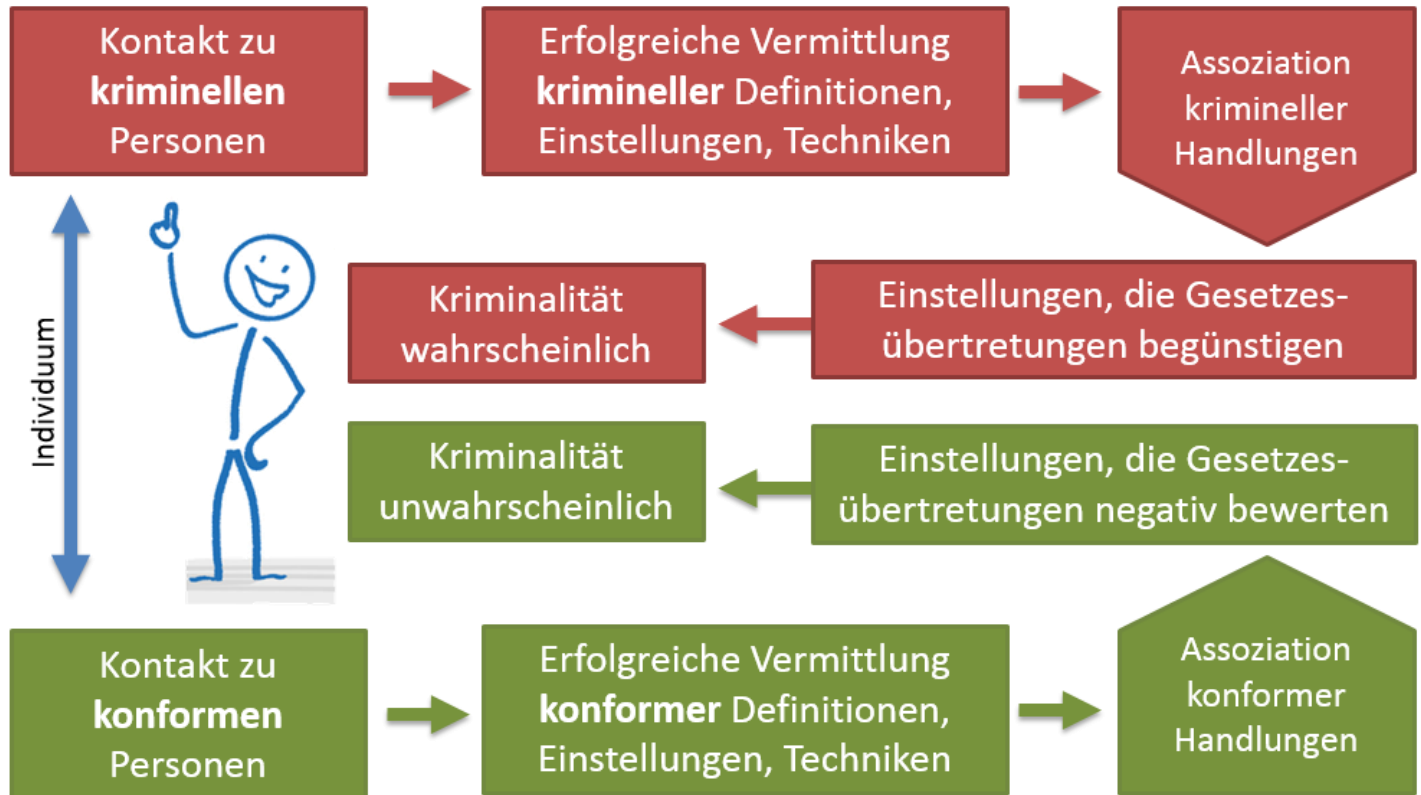 Kontakt zu
kriminellen
Personen
Erfolgreiche Vermittlung
krimineller Definitionen,
Einstellungen, Techniken
Assoziation
krimineller
Handlungen
Individuum
Kriminalität
wahrscheinlich
Einstellungen, die Gesetzes-
übertretungen begünstigen
Kriminalität
unwahrscheinlich
Einstellungen, die Gesetzes-
übertretungen negativ bewerten
Kontakt zu
konformen
Personen
Erfolgreiche Vermittlung
konformer Definitionen,
Einstellungen, Techniken
Assoziation
konformer
Handlungen